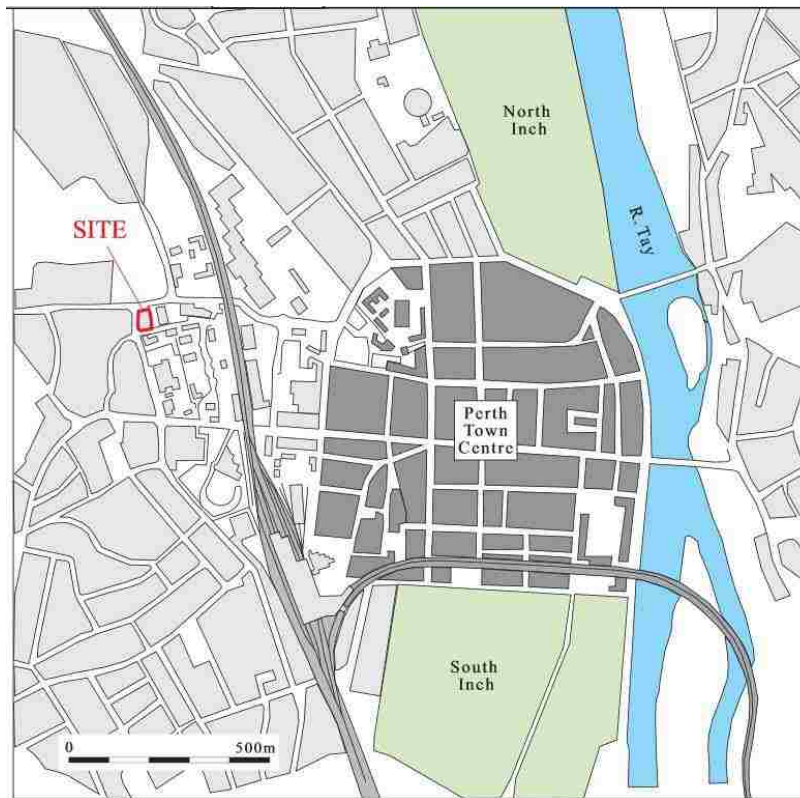 North
Inch
R. Tay
SITE
Perth
Town
Centre
South
Inch
0 500m